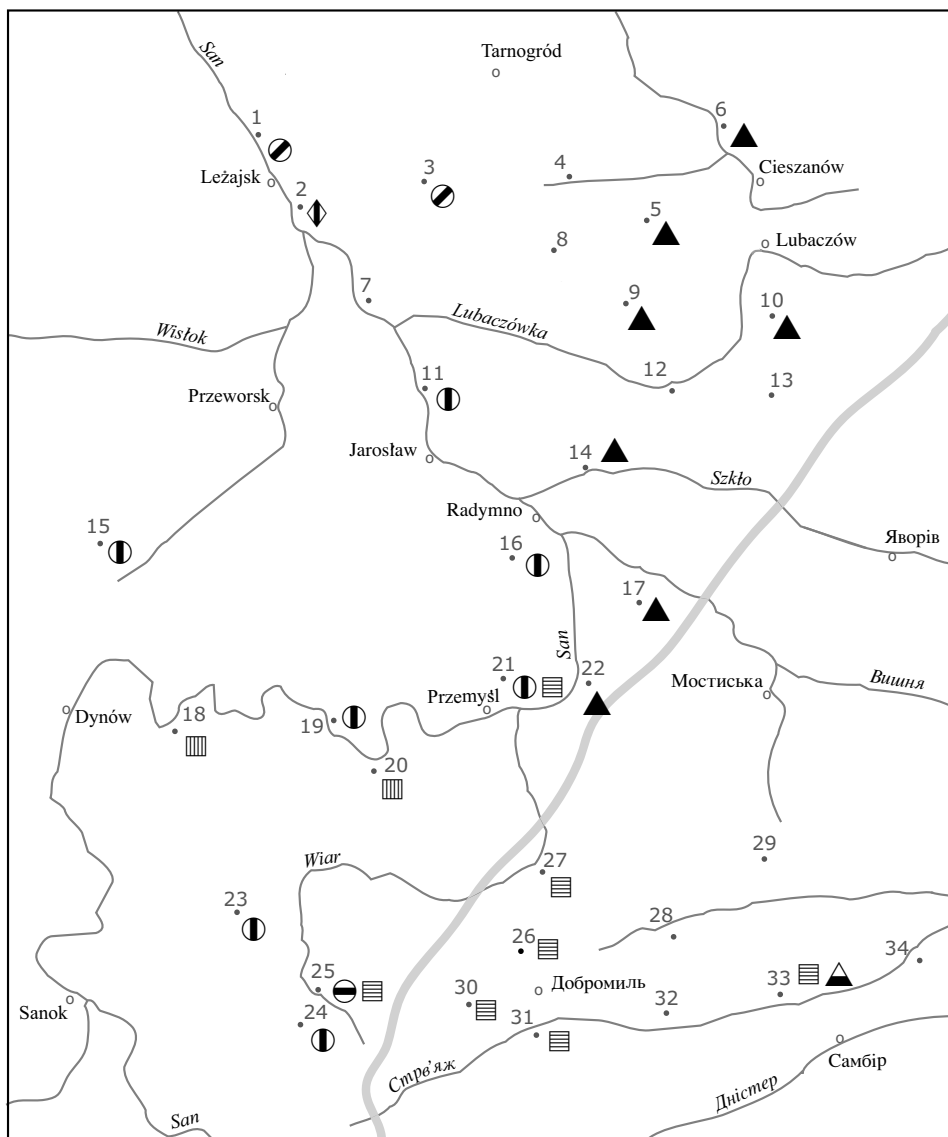 San
Tarnogród
1
6
Leżajsk
3
4
Cieszanów
2
5
8
Lubaczów
7
9
10
Lubaczówka
Wisłok
11
12
13
Przeworsk
Jarosław
14
Szkło
Radymno
15
16
Яворів
17
San
21
22
Przemyśl
Мостиська
Вишня
Dynów
18
19
20
Wiar
27
29
23
28
26
34
25
30
Добромиль
33
32
Sanok
24
31
Самбір
Стрв'яж
Дністер
San